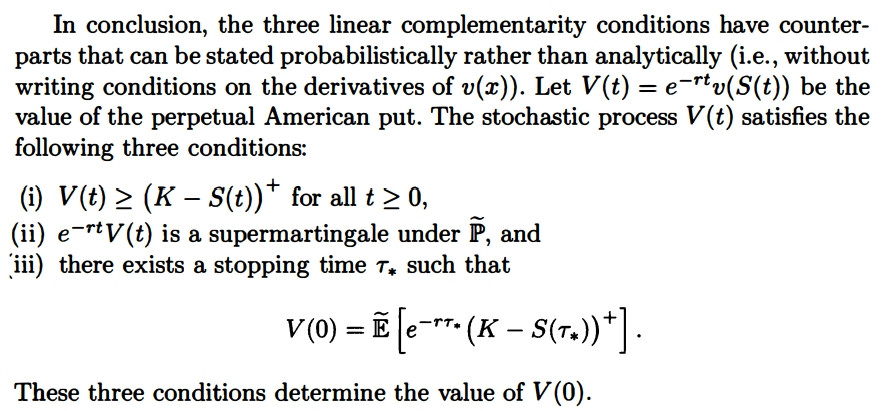 In conclusion, the three linear complementarity conditions have counter-
parts that can be stated probabilistically rather than analytically (i.e., without
writing conditions on the derivatives of v(x)). Let V(t) = e^{-rt}v(S(t)) be the
value of the perpetual American put. The stochastic process V(t) satisfies the
following three conditions:
(i) V(t) ≥ (K − S(t))^+ for all t ≥ 0,
(ii) e^{-rt}V(t) is a supermartingale under P̃, and
iii) there exists a stopping time τ_* such that
V(0) = Ẽ[e^{-rτ_*}(K − S(τ_*))^+].
These three conditions determine the value of V(0).